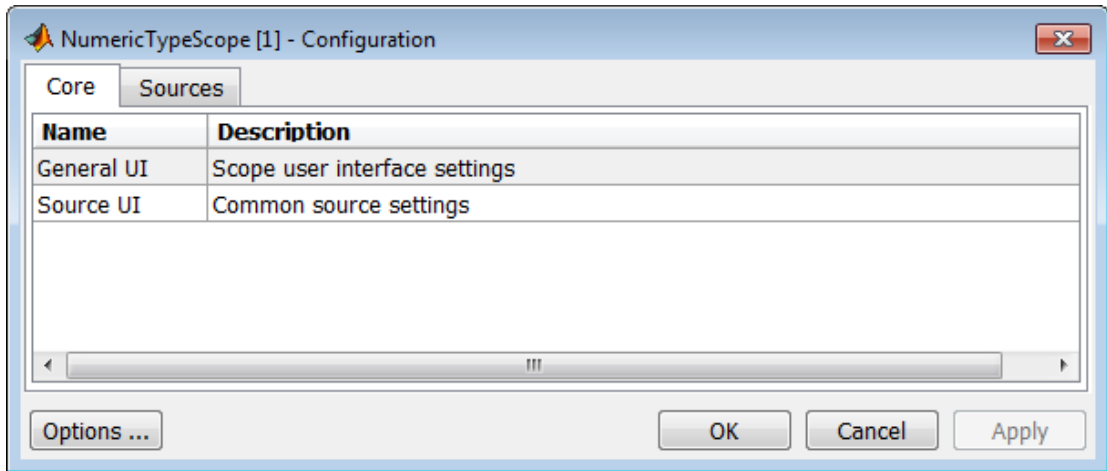 NumericTypeScope [1] - Configuration
Core Sources
Name Description
General UI Scope user interface settings
Source UI Common source settings
Options ... OK Cancel Apply